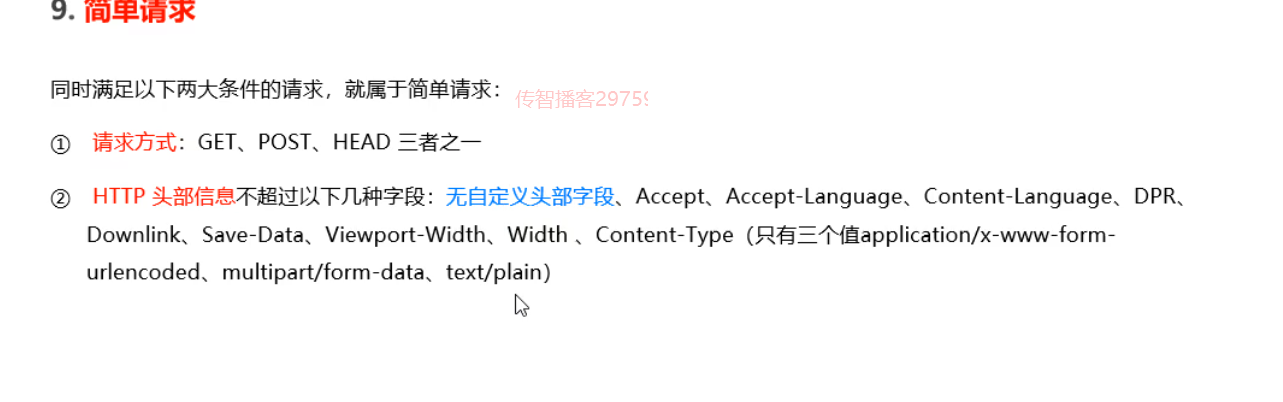 9. 简单请求
同时满足以下两大条件的请求，就属于简单请求：
传智播客29759
① 请求方式：GET、POST、HEAD 三者之一
② HTTP 头部信息不超过以下几种字段：无自定义头部字段、Accept、Accept-Language、Content-Language、DPR、
Downlink、Save-Data、Viewport-Width、Width 、Content-Type（只有三个值application/x-www-form-
urlencoded、multipart/form-data、text/plain）